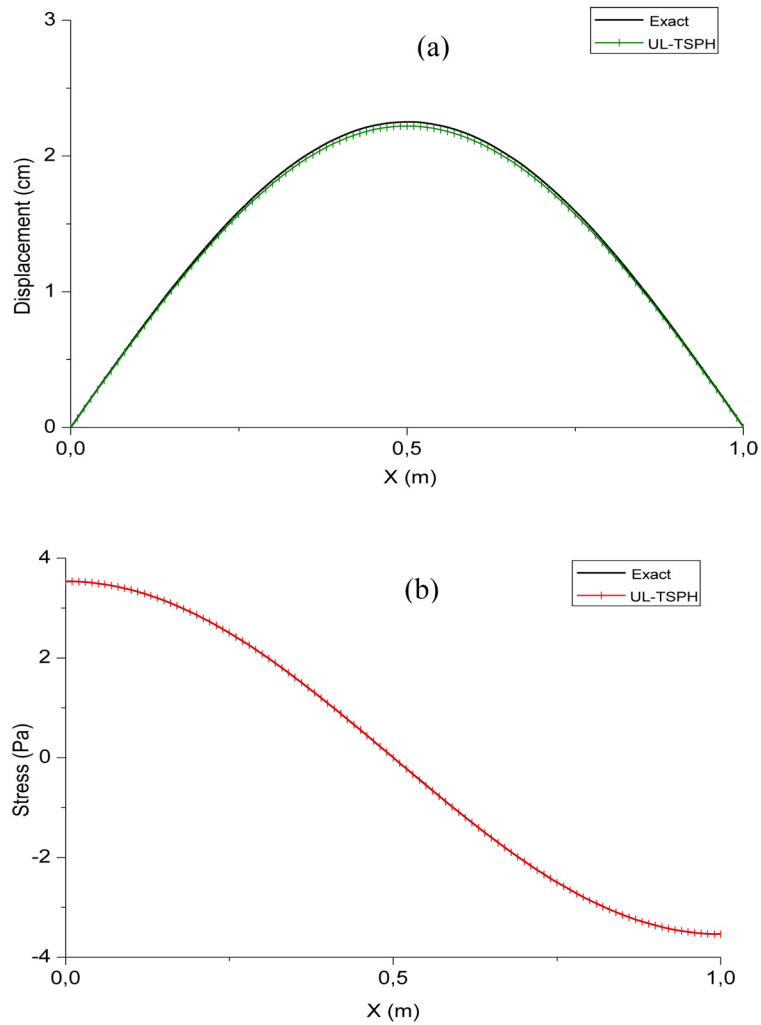 3
(a)
Exact
UL-TSPH
2
Displacement (cm)
1
0
0,0
0,5
1,0
X (m)
4
(b)
Exact
UL-TSPH
2
Stress (Pa)
0
-2
-4
0,0
0,5
1,0
X (m)